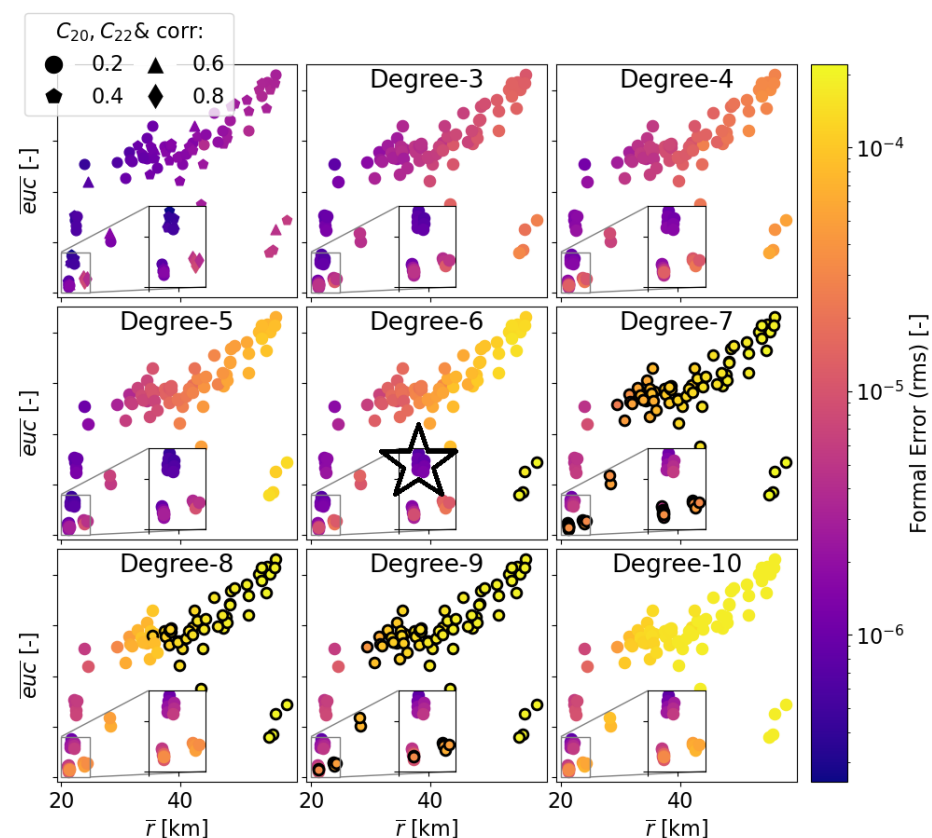 C₂₀, C₂₂& corr:
0.2 0.6
0.4 0.8
Degree-3
Degree-4
Degree-5
Degree-6
Degree-7
Degree-8
Degree-9
Degree-10
euc [-]
euc [-]
euc [-]
20 40
20 40
20 40
r [km]
r [km]
r [km]
10⁻⁴
10⁻⁵
10⁻⁶
Formal Error (rms) [-]